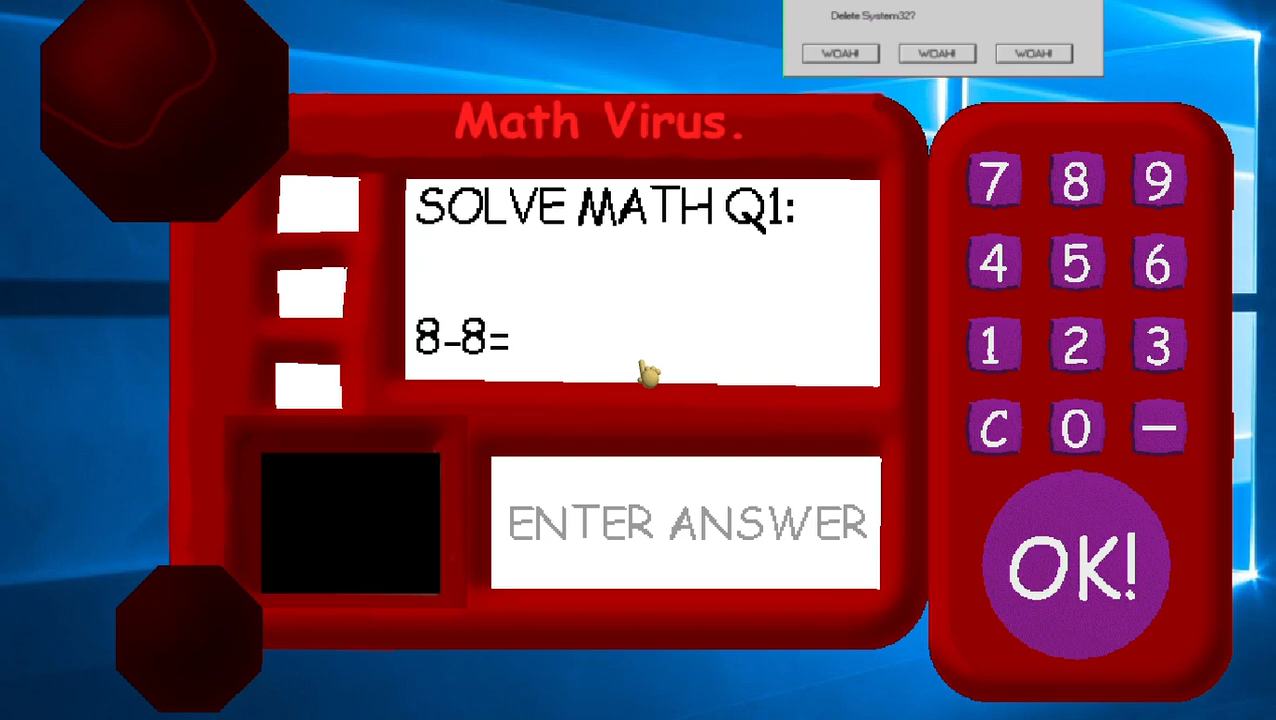 Delete System32?
WOAH! WOAH! WOAH!
Math Virus.
SOLVE MATH Q1:
8-8=
ENTER ANSWER
7 8 9
4 5 6
1 2 3
C 0 –
OK!